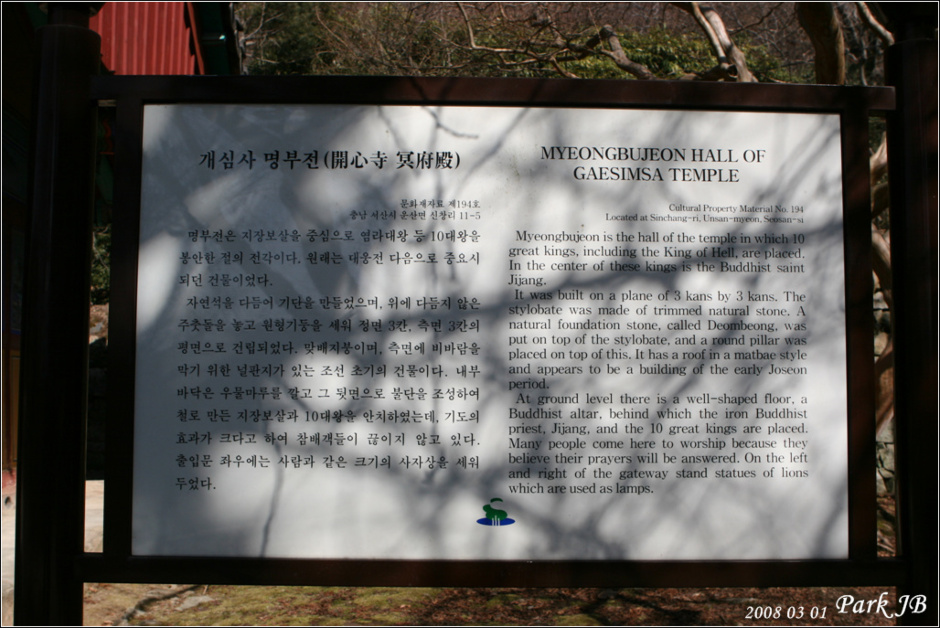 개심사 명부전(開心寺 冥府殿)
문화재자료 제194호
충남 서산시 운산면 신창리 11-5
명부전은 지장보살을 중심으로 염라대왕 등 10대왕을
봉안한 절의 전각이다. 원래는 대웅전 다음으로 중요시
되던 건물이었다.
자연석을 다듬어 기단을 만들었으며, 위에 다듬지 않은
주춧돌을 놓고 원형기둥을 세워 정면 3칸, 측면 3칸의
평면으로 건립되었다. 맞배지붕이며, 측면에 비바람을
막기 위한 널판지가 있는 조선 초기의 건물이다. 내부
바닥은 우물마루를 깔고 그 뒷면으로 불단을 조성하여
철로 만든 지장보살과 10대왕을 안치하였는데, 기도의
효과가 크다고 하여 참배객들이 끊이지 않고 있다.
출입문 좌우에는 사람과 같은 크기의 사자상을 세워
두었다.
MYEONGBUJEON HALL OF
GAESIMSA TEMPLE
Cultural Property Material No. 194
Located at Sinchang-ri, Unsan-myeon, Seosan-si
Myeongbujeon is the hall of the temple in which 10
great kings, including the King of Hell, are placed.
In the center of these kings is the Buddhist saint
Jijang.
It was built on a plane of 3 kans by 3 kans. The
stylobate was made of trimmed natural stone. A
natural foundation stone, called Deombeong, was
put on top of the stylobate, and a round pillar was
placed on top of this. It has a roof in a matbae style
and appears to be a building of the early Joseon
period.
At ground level there is a well-shaped floor, a
Buddhist altar, behind which the iron Buddhist
priest, Jijang, and the 10 great kings are placed.
Many people come here to worship because they
believe their prayers will be answered. On the left
and right of the gateway stand statues of lions
which are used as lamps.
2008 03 01 Park JB